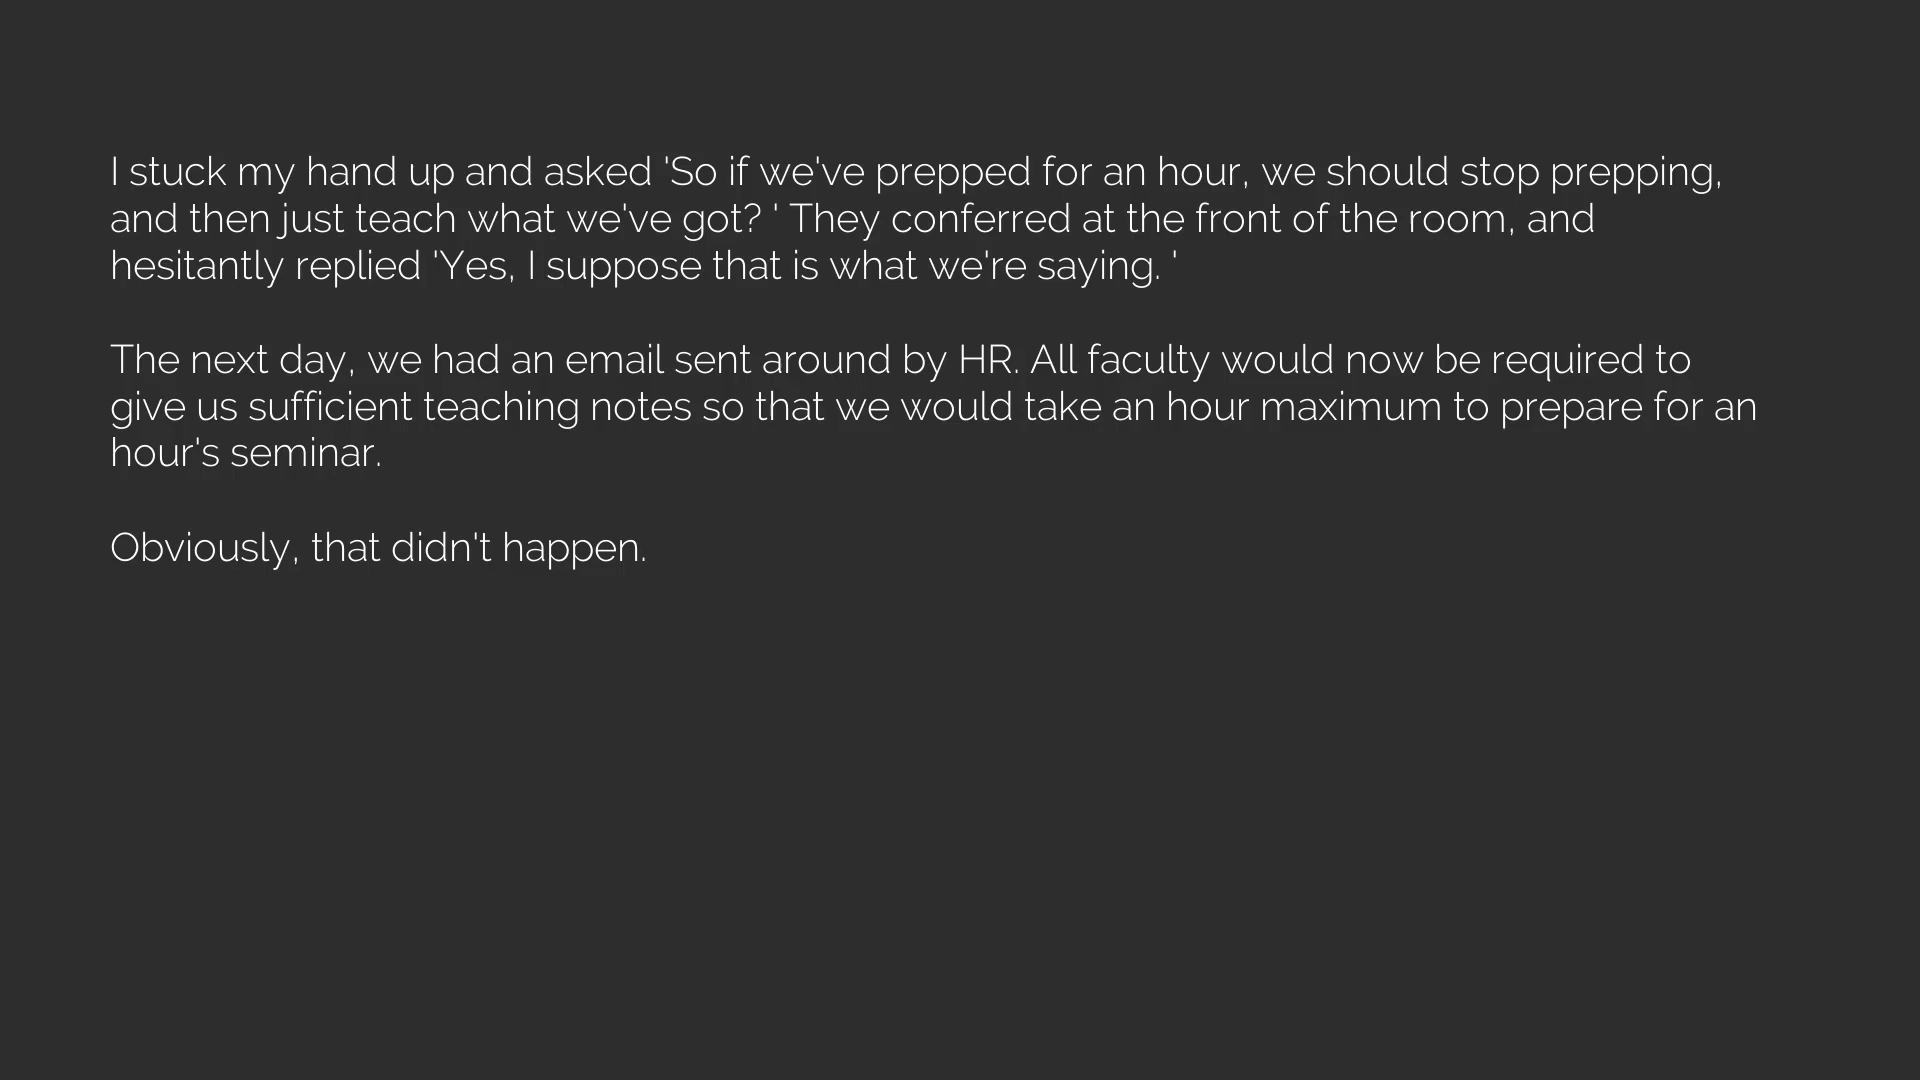 I stuck my hand up and asked 'So if we've prepped for an hour, we should stop prepping,
and then just teach what we've got? ' They conferred at the front of the room, and
hesitantly replied 'Yes, I suppose that is what we're saying. '
The next day, we had an email sent around by HR. All faculty would now be required to
give us sufficient teaching notes so that we would take an hour maximum to prepare for an
hour's seminar.
Obviously, that didn't happen.